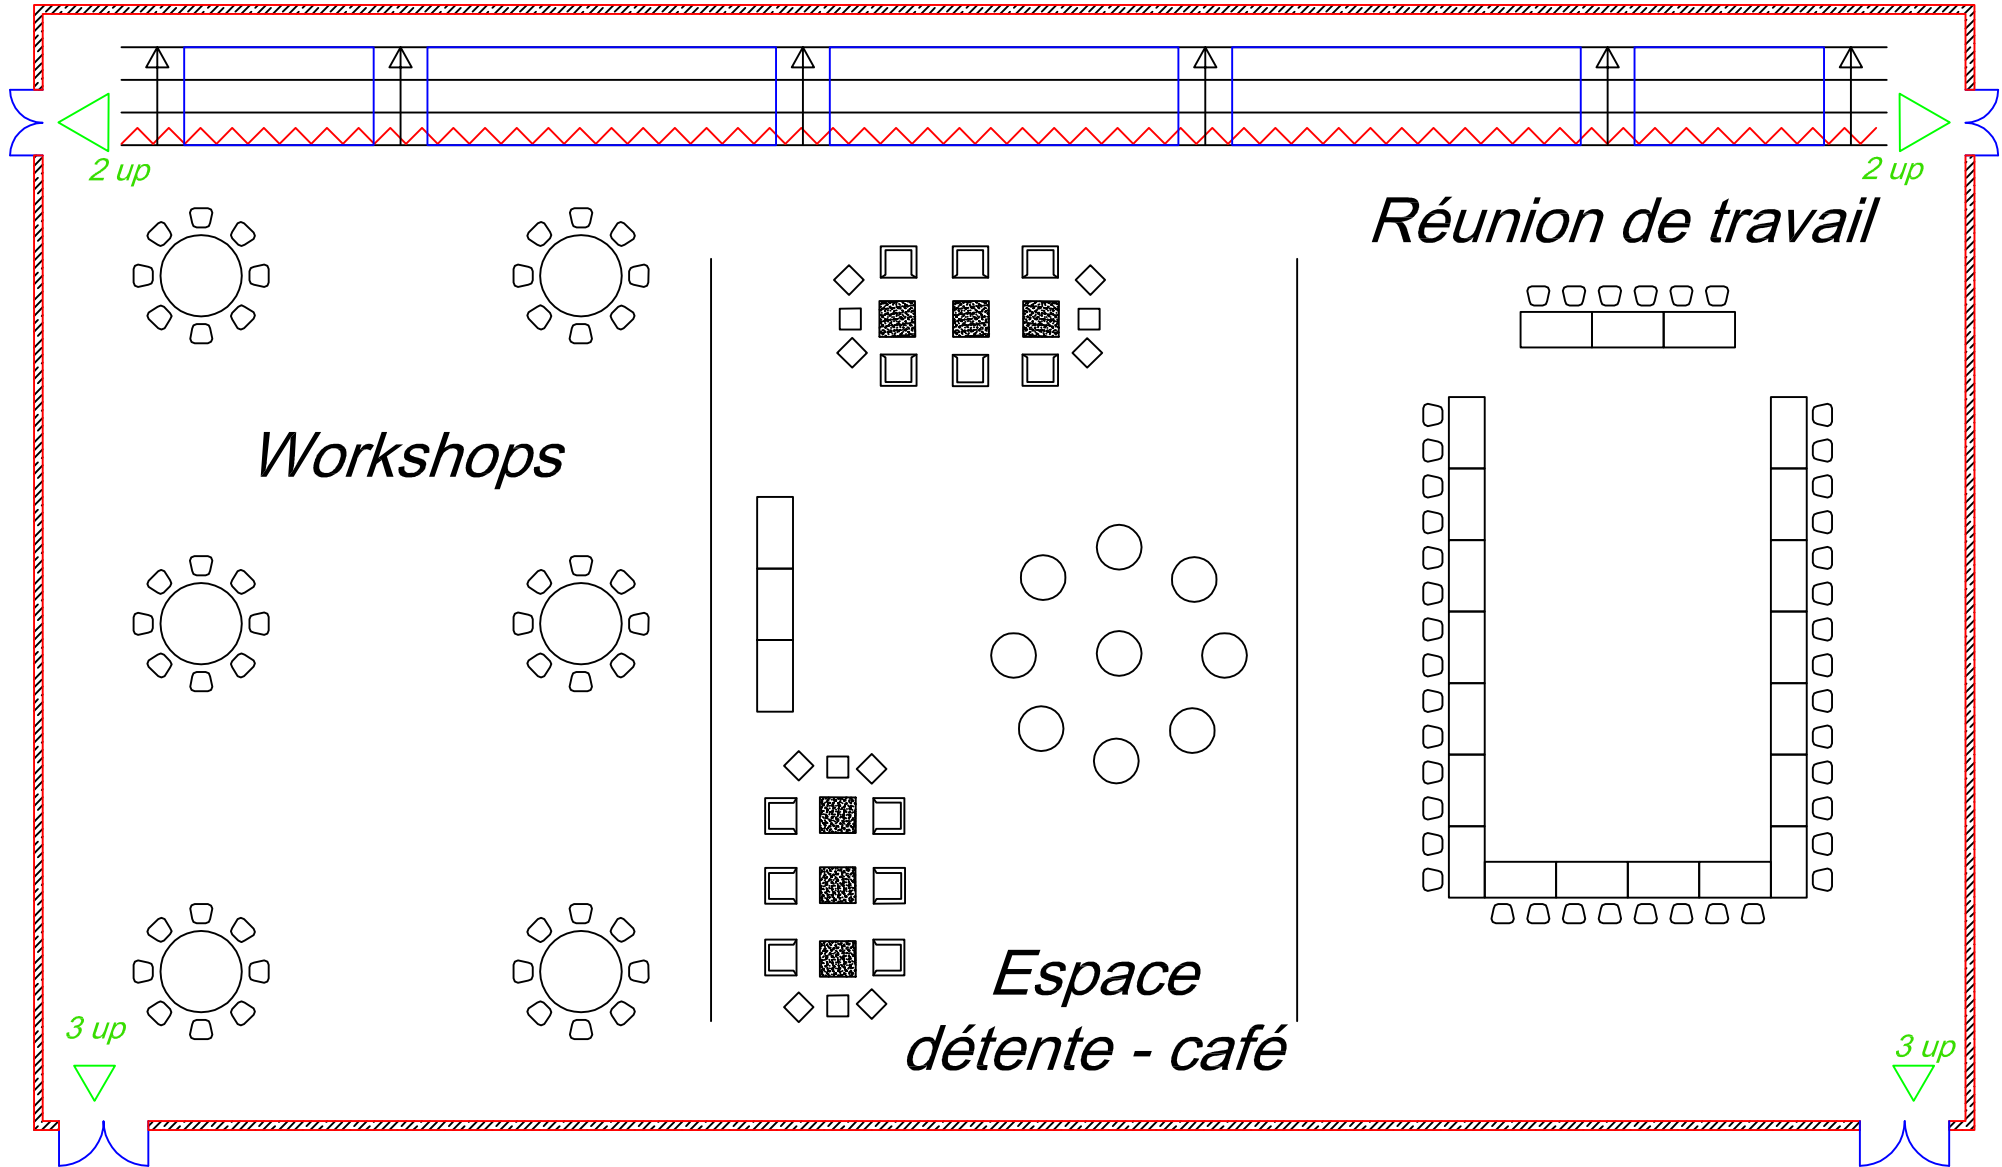 2 up
2 up
Réunion de travail
Workshops
Espace
détente - café
3 up
3 up